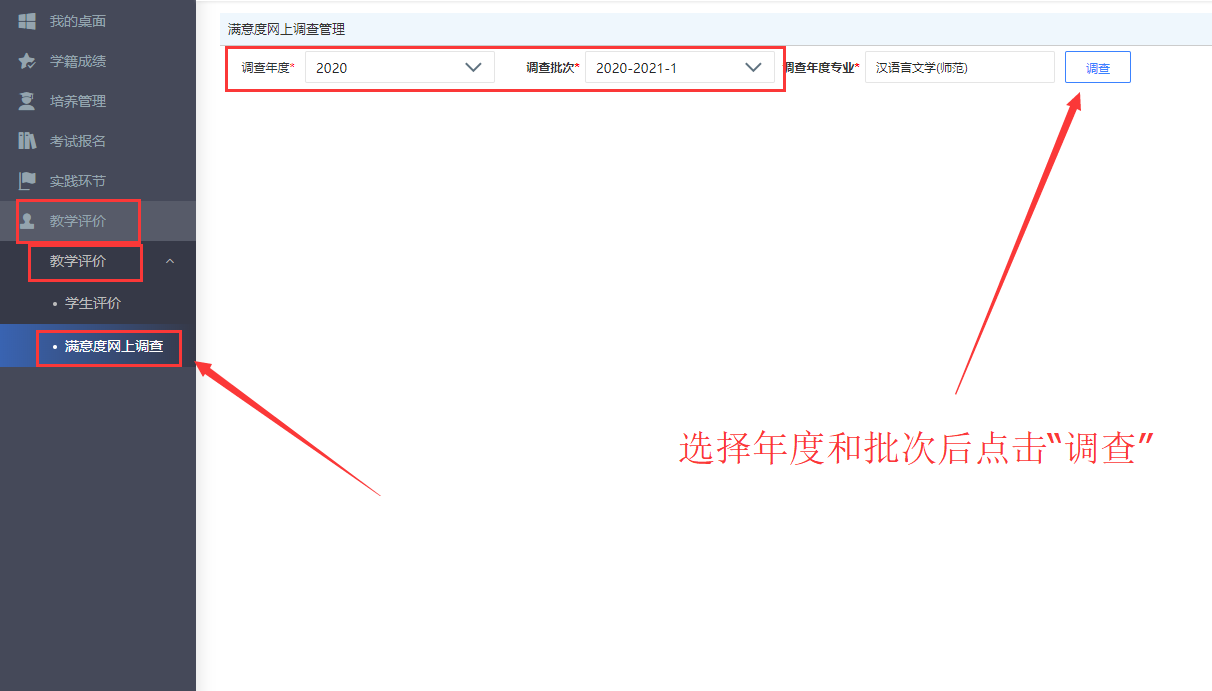 我的桌面
学籍成绩
培养管理
考试报名
实践环节
教学评价
教学评价
• 学生评价
• 满意度网上调查
满意度网上调查管理
调查年度* 2020 调查批次* 2020-2021-1 调查年度专业* 汉语言文学(师范) 调查
选择年度和批次后点击“调查”